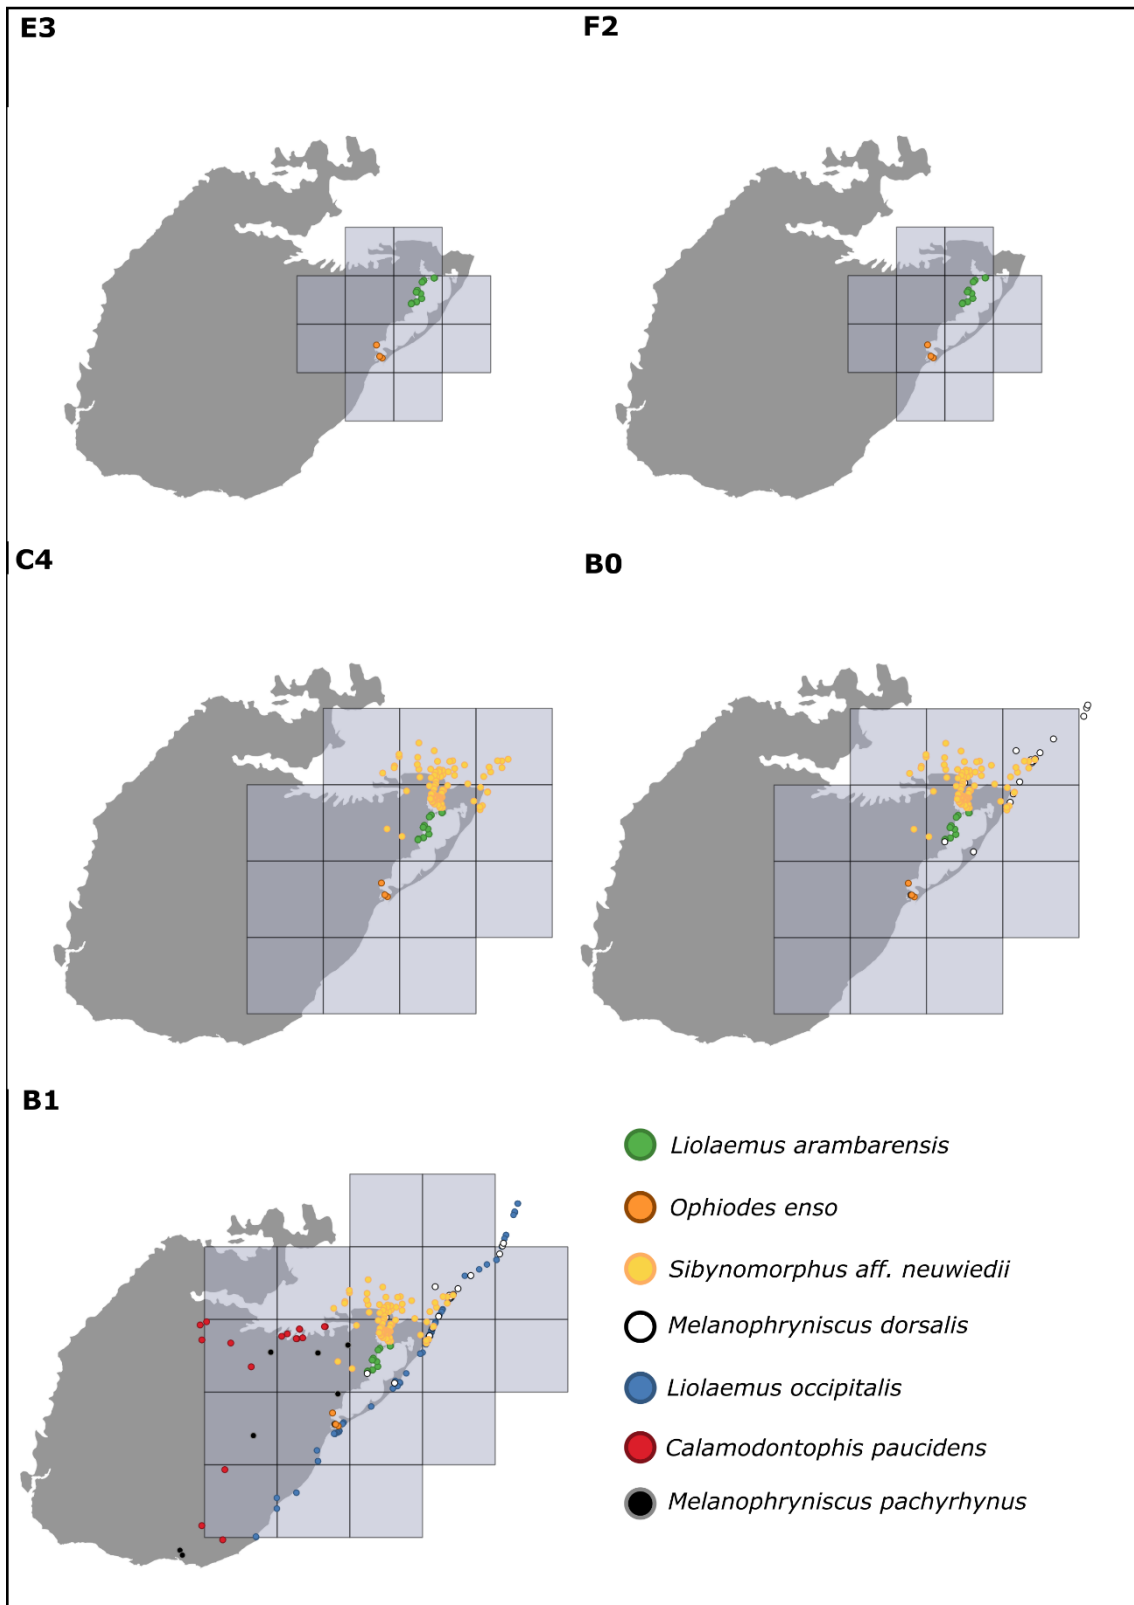 E3
F2
C4
B0
B1
Liolaemus arambarensis
Ophiodes enso
Sibynomorphus aff. neuwiedii
Melanophryniscus dorsalis
Liolaemus occipitalis
Calamodontophis paucidens
Melanophryniscus pachyrhynus